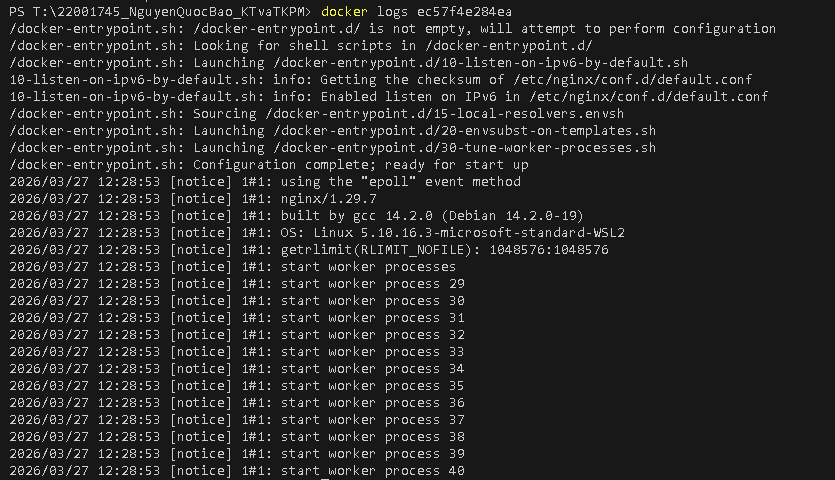 PS T:\22001745_NguyenQuocBao_KTvaTKPM> docker logs ec57f4e284ea
/docker-entrypoint.sh: /docker-entrypoint.d/ is not empty, will attempt to perform configuration
/docker-entrypoint.sh: Looking for shell scripts in /docker-entrypoint.d/
/docker-entrypoint.sh: Launching /docker-entrypoint.d/10-listen-on-ipv6-by-default.sh
10-listen-on-ipv6-by-default.sh: info: Getting the checksum of /etc/nginx/conf.d/default.conf
10-listen-on-ipv6-by-default.sh: info: Enabled listen on IPv6 in /etc/nginx/conf.d/default.conf
/docker-entrypoint.sh: Sourcing /docker-entrypoint.d/15-local-resolvers.envsh
/docker-entrypoint.sh: Launching /docker-entrypoint.d/20-envsubst-on-templates.sh
/docker-entrypoint.sh: Launching /docker-entrypoint.d/30-tune-worker-processes.sh
/docker-entrypoint.sh: Configuration complete; ready for start up
2026/03/27 12:28:53 [notice] 1#1: using the "epoll" event method
2026/03/27 12:28:53 [notice] 1#1: nginx/1.29.7
2026/03/27 12:28:53 [notice] 1#1: built by gcc 14.2.0 (Debian 14.2.0-19)
2026/03/27 12:28:53 [notice] 1#1: OS: Linux 5.10.16.3-microsoft-standard-WSL2
2026/03/27 12:28:53 [notice] 1#1: getrlimit(RLIMIT_NOFILE): 1048576:1048576
2026/03/27 12:28:53 [notice] 1#1: start worker processes
2026/03/27 12:28:53 [notice] 1#1: start worker process 29
2026/03/27 12:28:53 [notice] 1#1: start worker process 30
2026/03/27 12:28:53 [notice] 1#1: start worker process 31
2026/03/27 12:28:53 [notice] 1#1: start worker process 32
2026/03/27 12:28:53 [notice] 1#1: start worker process 33
2026/03/27 12:28:53 [notice] 1#1: start worker process 34
2026/03/27 12:28:53 [notice] 1#1: start worker process 35
2026/03/27 12:28:53 [notice] 1#1: start worker process 36
2026/03/27 12:28:53 [notice] 1#1: start worker process 37
2026/03/27 12:28:53 [notice] 1#1: start worker process 38
2026/03/27 12:28:53 [notice] 1#1: start worker process 39
2026/03/27 12:28:53 [notice] 1#1: start worker process 40